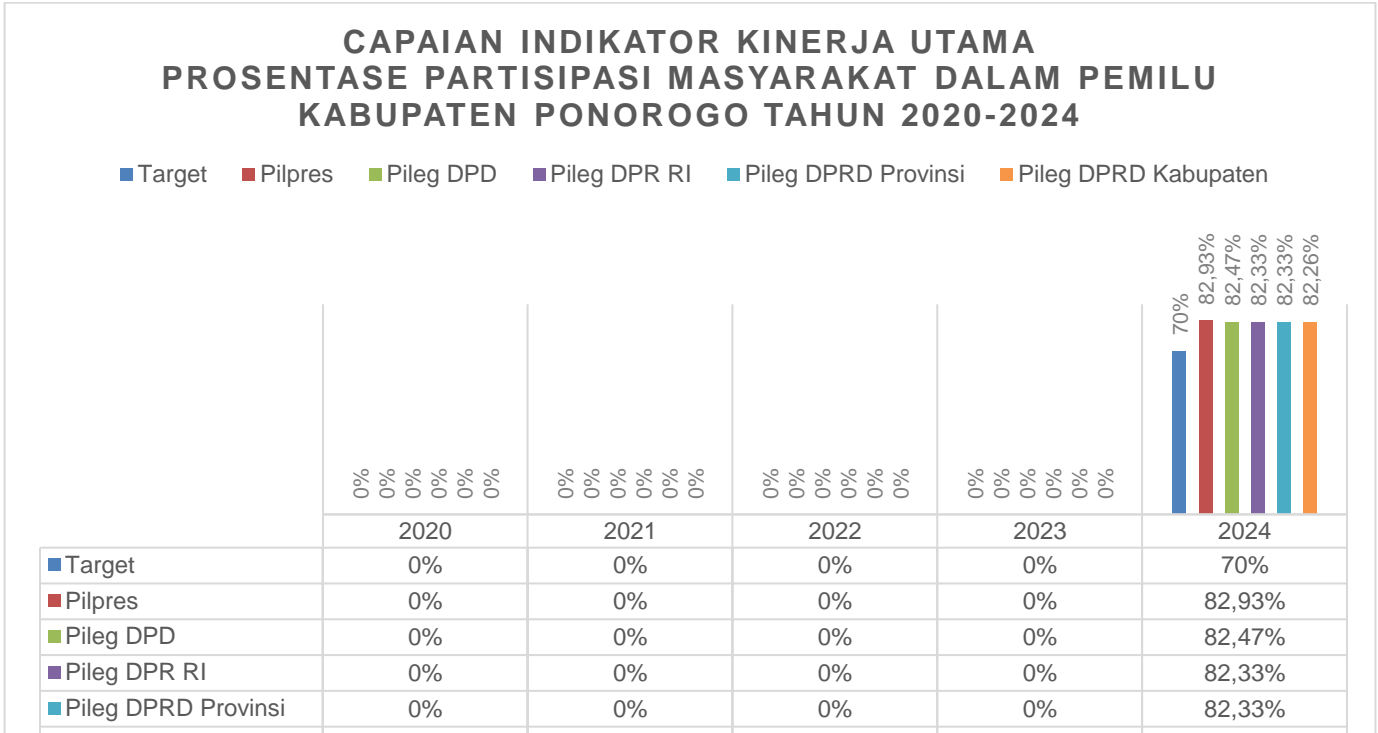 CAPAIAN INDIKATOR KINERJA UTAMA
PROSENTASE PARTISIPASI MASYARAKAT DALAM PEMILU
KABUPATEN PONOROGO TAHUN 2020-2024
Target Pilpres Pileg DPD Pileg DPR RI Pileg DPRD Provinsi Pileg DPRD Kabupaten
0% 0% 0% 0% 0% 0% 0% 0% 0% 0% 0% 0% 0% 0% 0% 0% 0% 0% 0% 0% 0% 0% 0% 0% 70% 82,93% 82,47% 82,33% 82,33% 82,26%
2020 2021 2022 2023 2024
Target 0% 0% 0% 0% 70%
Pilpres 0% 0% 0% 0% 82,93%
Pileg DPD 0% 0% 0% 0% 82,47%
Pileg DPR RI 0% 0% 0% 0% 82,33%
Pileg DPRD Provinsi 0% 0% 0% 0% 82,33%